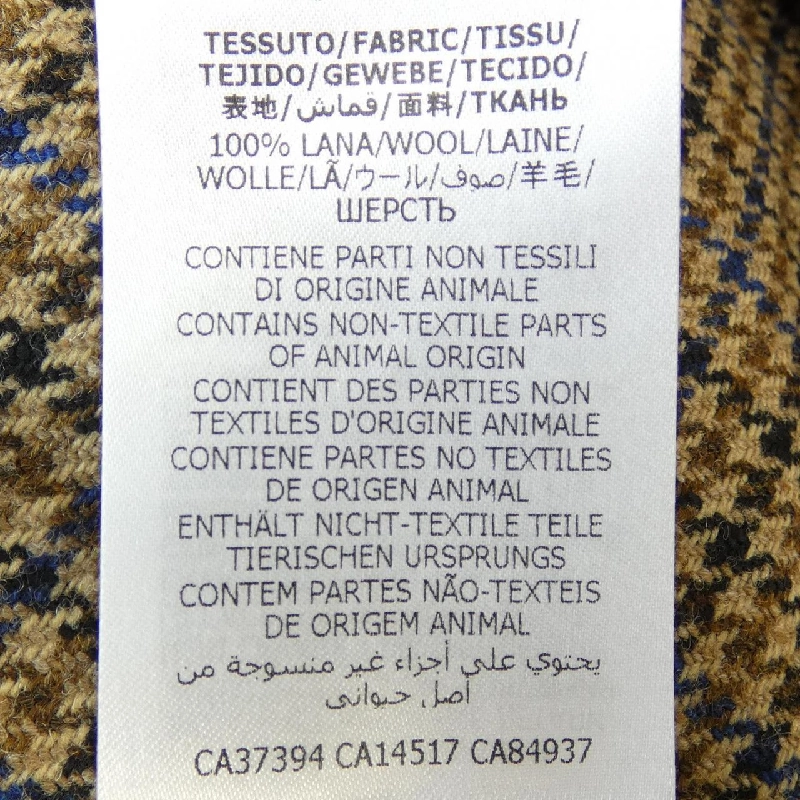 TESSUTO/FABRIC/TISSU/
TEJIDO/GEWEBE/TECIDO/
表地/قماش/面料/ТКАНЬ
100% LANA/WOOL/LAINE/
WOLLE/LÃ/ウール/صوف/羊毛/
ШЕРСТЬ
CONTIENE PARTI NON TESSILI
DI ORIGINE ANIMALE
CONTAINS NON-TEXTILE PARTS
OF ANIMAL ORIGIN
CONTIENT DES PARTIES NON
TEXTILES D'ORIGINE ANIMALE
CONTIENE PARTES NO TEXTILES
DE ORIGEN ANIMAL
ENTHÄLT NICHT-TEXTILE TEILE
TIERISCHEN URSPRUNGS
CONTEM PARTES NÃO-TEXTEIS
DE ORIGEM ANIMAL
يحتوي على أجزاء غير منسوجة من
أصل حيواني
CA37394 CA14517 CA84937